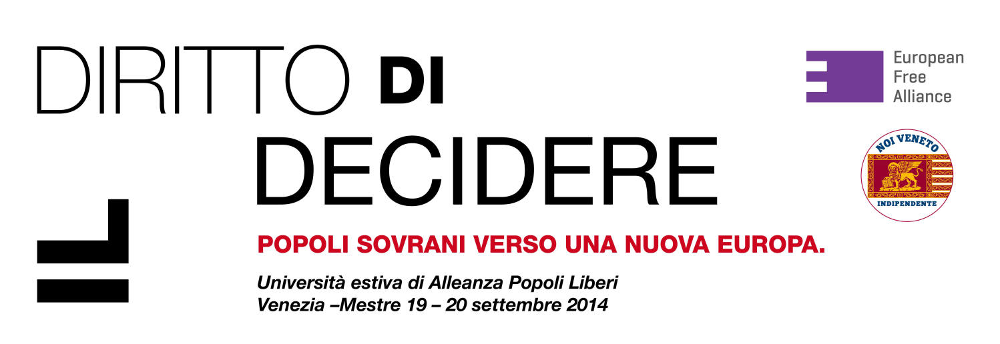 IL
DIRITTO DI
DECIDERE
POPOLI SOVRANI VERSO UNA NUOVA EUROPA.
Università estiva di Alleanza Popoli Liberi
Venezia –Mestre 19 – 20 settembre 2014
European
Free
Alliance
NOI VENETO
INDIPENDENTE